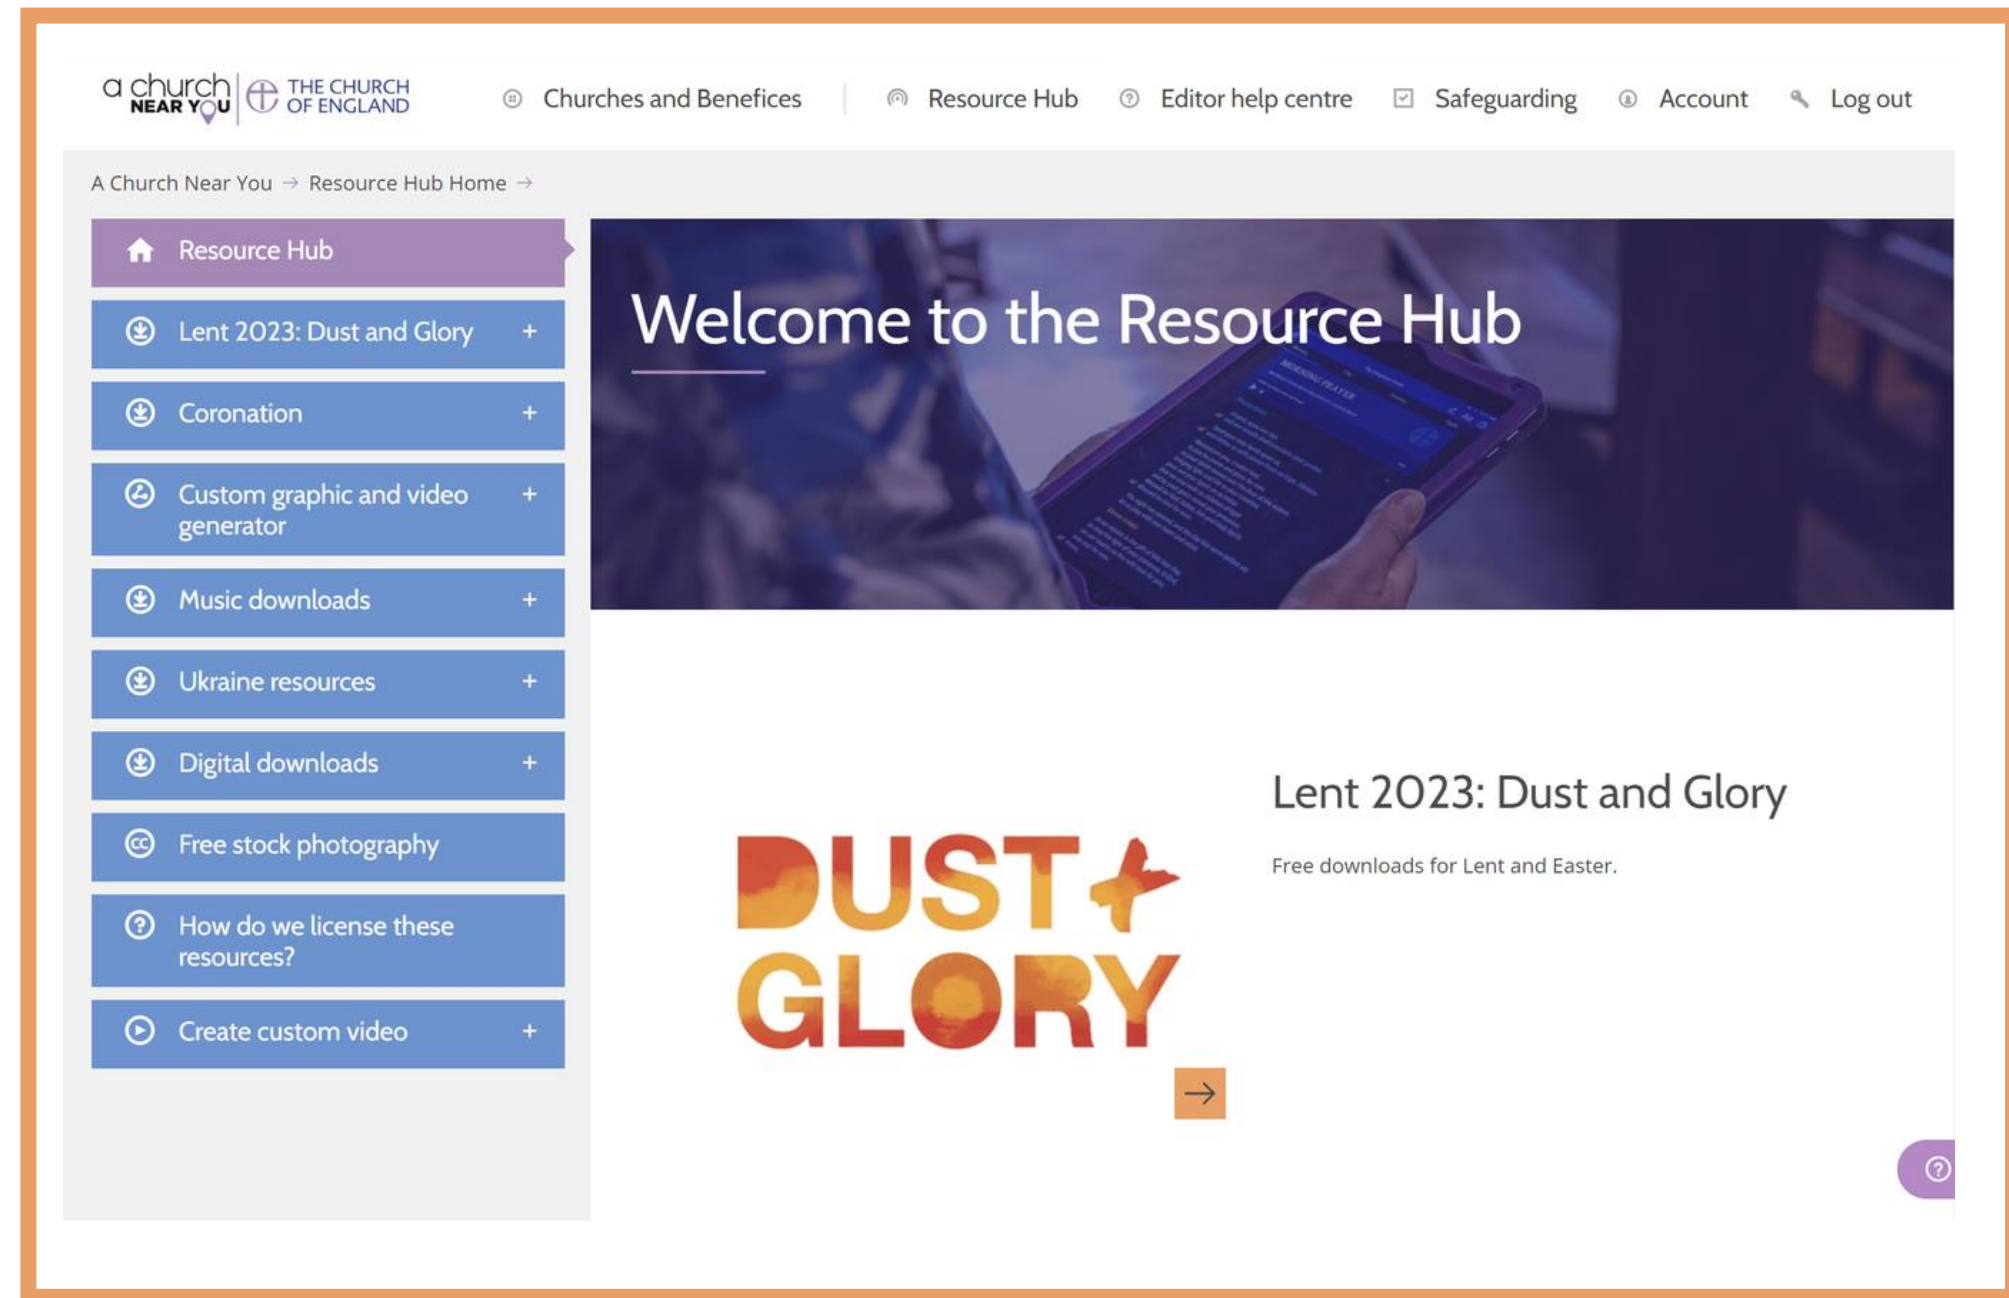 a church
NEAR YOU
THE CHURCH
OF ENGLAND
Churches and Benefices
Resource Hub
Editor help centre
Safeguarding
Account
Log out
A Church Near You → Resource Hub Home →
Resource Hub
Lent 2023: Dust and Glory +
Coronation +
Custom graphic and video +
generator
Music downloads +
Ukraine resources +
Digital downloads +
Free stock photography
How do we license these
resources?
Create custom video +
Welcome to the Resource Hub
MORNING PRAYER
Lent 2023: Dust and Glory
Free downloads for Lent and Easter.
DUST+
GLORY